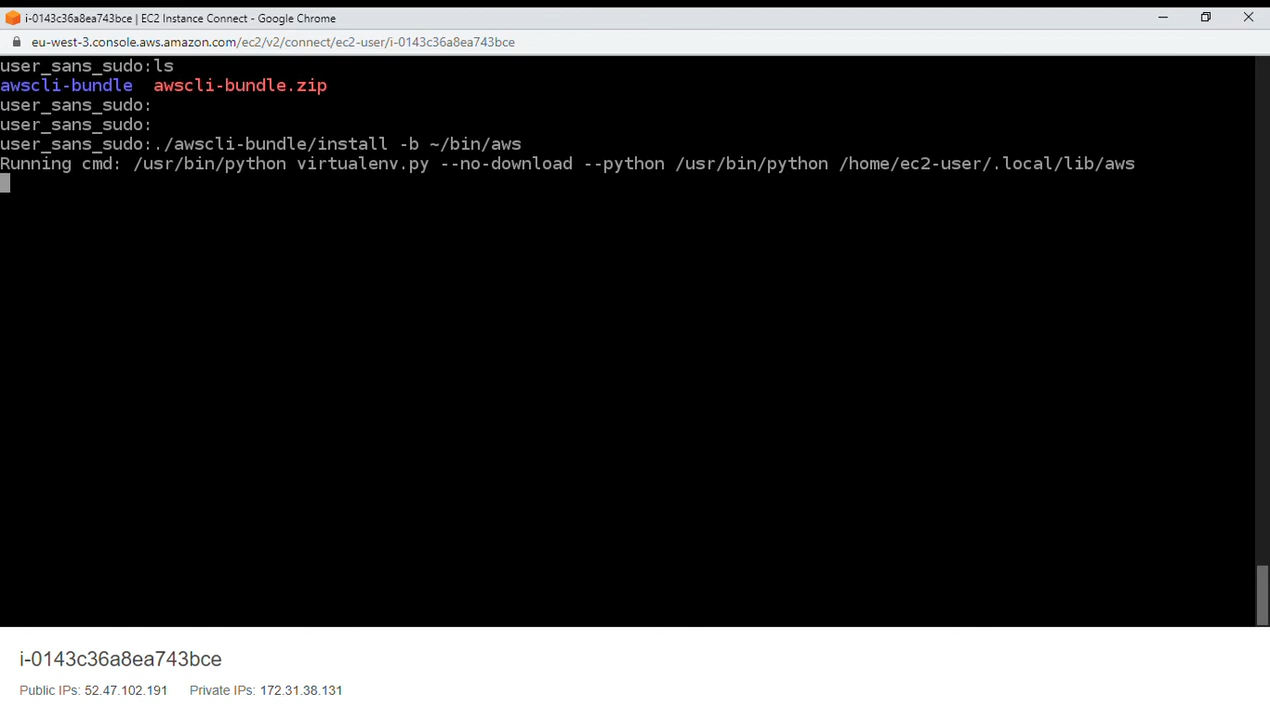 i-0143c36a8ea743bce | EC2 Instance Connect - Google Chrome
eu-west-3.console.aws.amazon.com/ec2/v2/connect/ec2-user/i-0143c36a8ea743bce
user_sans_sudo:ls
awscli-bundle  awscli-bundle.zip
user_sans_sudo:
user_sans_sudo:
user_sans_sudo:./awscli-bundle/install -b ~/bin/aws
Running cmd: /usr/bin/python virtualenv.py --no-download --python /usr/bin/python /home/ec2-user/.local/lib/aws
i-0143c36a8ea743bce
Public IPs: 52.47.102.191 Private IPs: 172.31.38.131